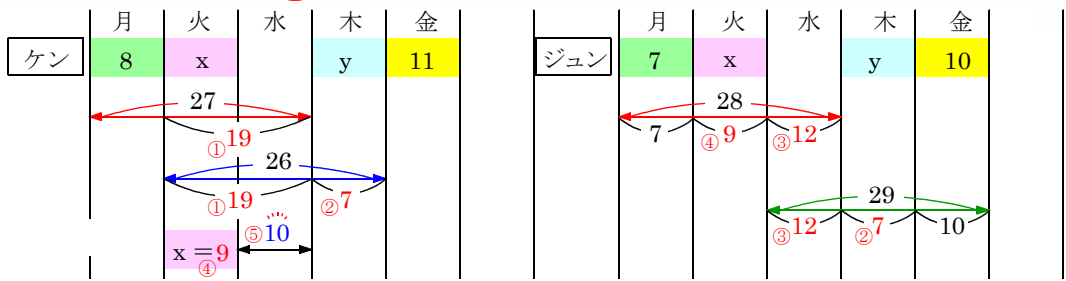 月 火 水 木 金 月 火 水 木 金
ケン 8 x y 11 ジュン 7 x y 10
27 28
①19 7 ④9 ③12
26
①19 ②7 29
⑤10 ③12 ②7 10
x＝9
④